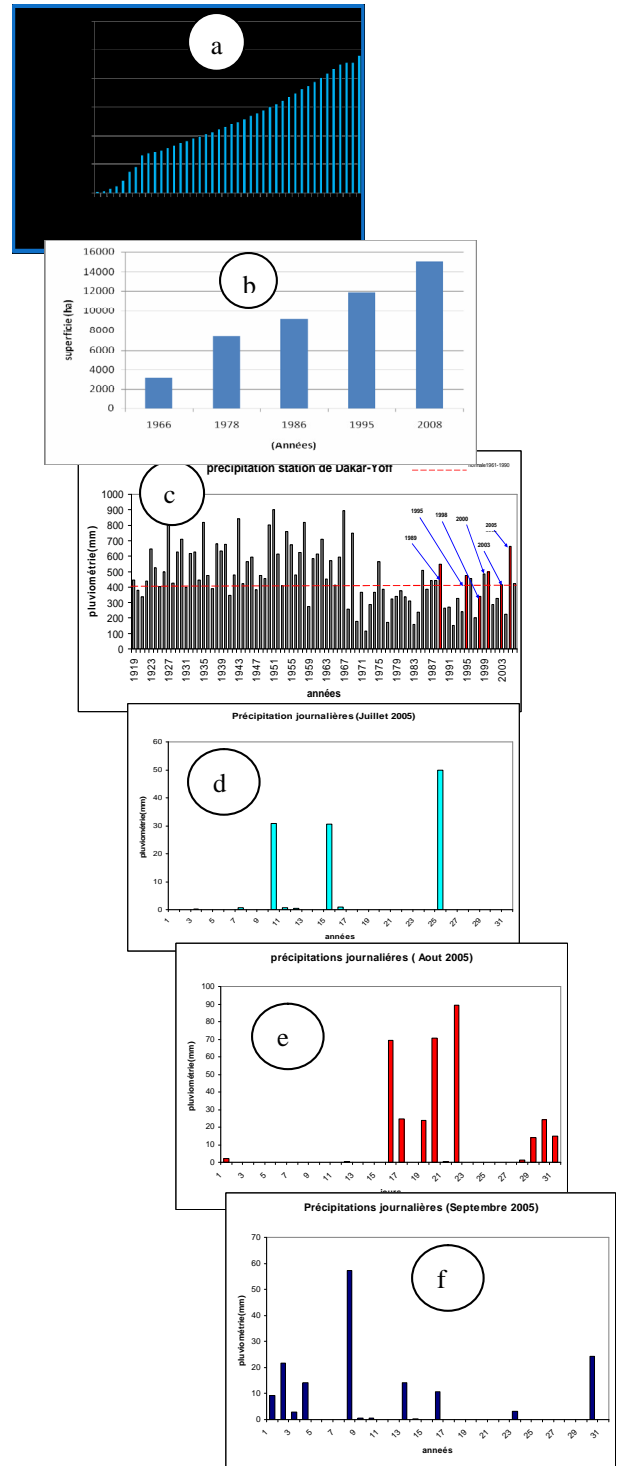 a
16000
14000
12000
10000
8000
6000
4000
2000
0
superficie (ha)
1966 1978 1986 1995 2008
(Années)
b
précipitation station de Dakar-Yoff
normale1961-1990
c
1000
900
800
700
600
500
400
300
200
100
0
pluviométrie(mm)
1989
1995
1998
2000
2003
2005
1919 1923 1927 1931 1935 1939 1943 1947 1951 1955 1959 1963 1967 1971 1975 1979 1983 1987 1991 1995 1999 2003
années
Précipitation journalières (Juillet 2005)
d
60
50
40
30
20
10
0
pluviométrie(mm)
1 3 5 7 9 11 13 15 17 19 21 23 25 27 29 31
années
précipitations journaliéres ( Aout 2005)
e
100
90
80
70
60
50
40
30
20
10
0
pluviométrie(mm)
1 3 5 7 9 11 13 15 17 19 21 23 25 27 29 31
jours
Précipitations journalières (Septembre 2005)
f
70
60
50
40
30
20
10
0
pluviométrie(mm)
1 3 5 7 9 11 13 15 17 19 21 23 25 27 29 31
anneés